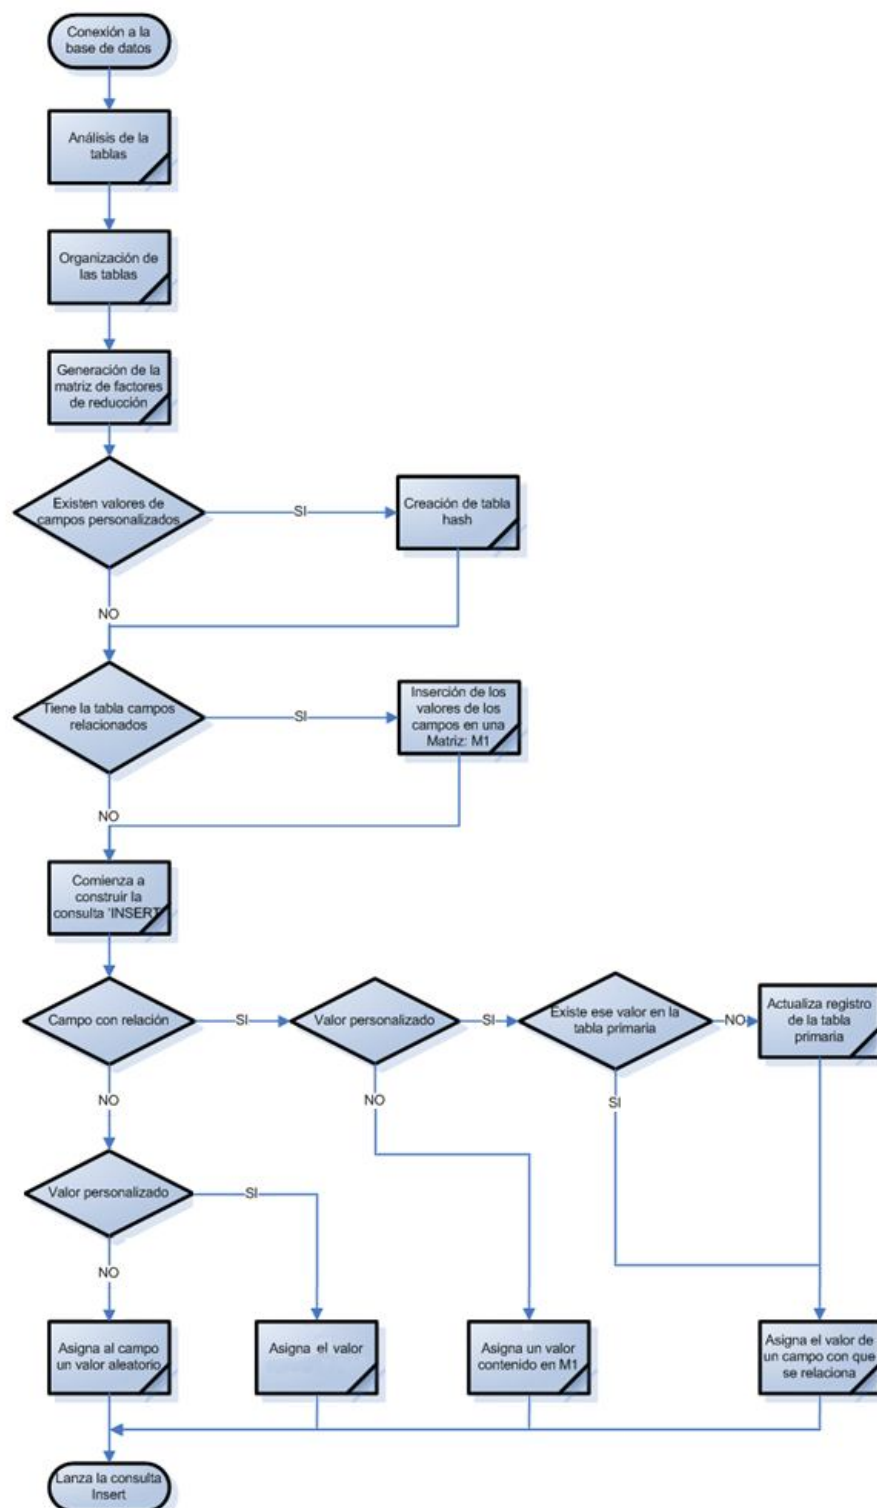 Conexión a la
base de datos
Análisis de la
tablas
Organización de
las tablas
Generación de la
matriz de factores
de reducción
Existen valores de
campos personalizados
SI
Creación de tabla
hash
NO
Tiene la tabla campos
relacionados
SI
Inserción de los
valores de los
campos en una
Matriz: M1
NO
Comienza a
construir la
consulta 'INSERT'
Campo con relación
SI
Valor personalizado
SI
Existe ese valor en la
tabla primaria
NO
Actualiza registro
de la tabla
primaria
NO
NO
SI
Valor personalizado
SI
NO
Asigna al campo
un valor aleatorio
Asigna el valor
Asigna un valor
contenido en M1
Asigna el valor de
un campo con que
se relaciona
Lanza la consulta
Insert